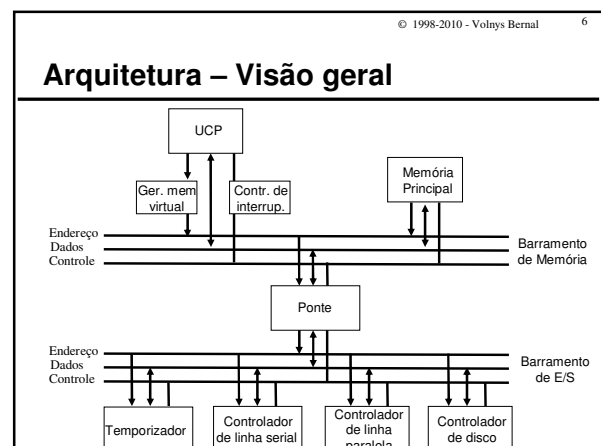 © 1998-2010 - Volnys Bernal 6
Arquitetura – Visão geral
UCP
Memória
Principal
Ger. mem
virtual
Contr. de
interrup.
Endereço
Dados
Controle
Barramento
de Memória
Ponte
Endereço
Dados
Controle
Barramento
de E/S
Temporizador
Controlador
de linha serial
Controlador
de linha
paralela
Controlador
de disco